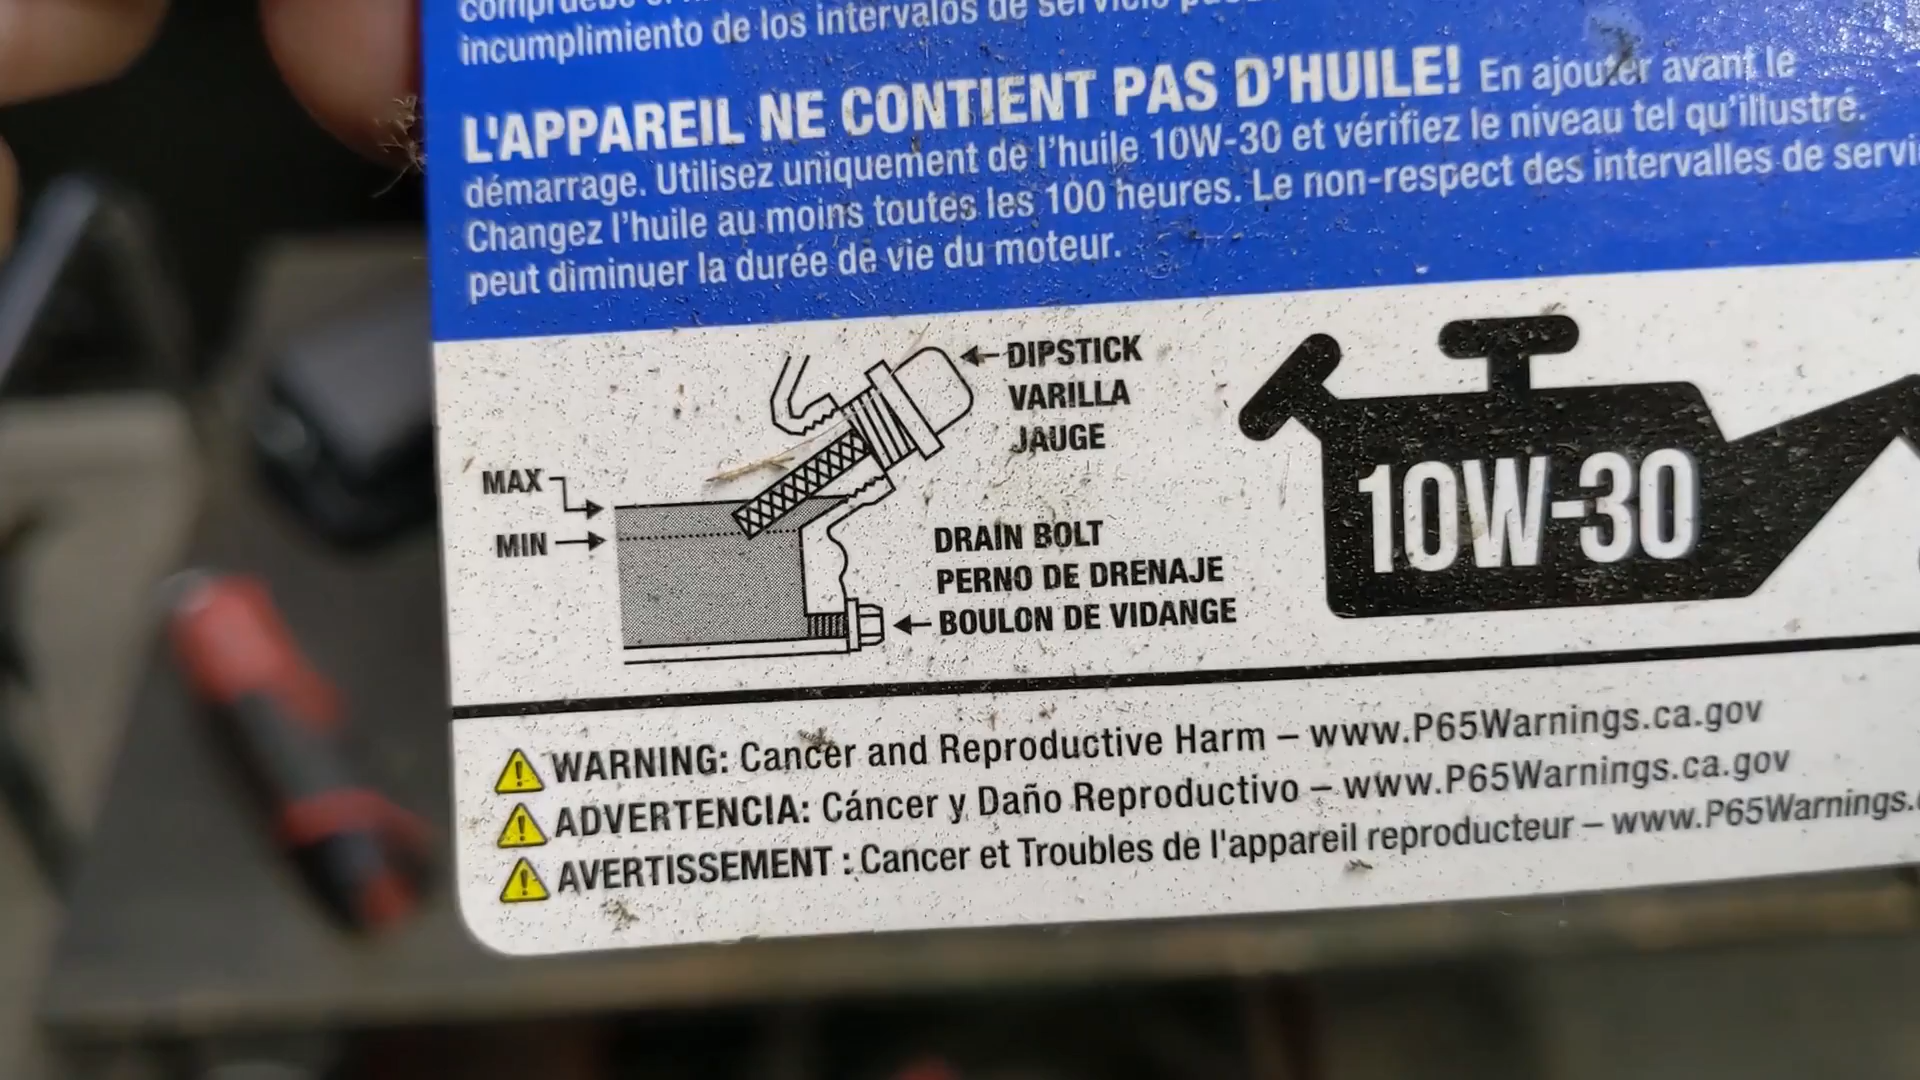 incumplimiento de los intervalos de servicio
L'APPAREIL NE CONTIENT PAS D'HUILE! En ajouter avant le
démarrage. Utilisez uniquement de l'huile 10W-30 et vérifiez le niveau tel qu'illustré.
Changez l'huile au moins toutes les 100 heures. Le non-respect des intervalles de servi
peut diminuer la durée de vie du moteur.
DIPSTICK
VARILLA
JAUGE
MAX
MIN
DRAIN BOLT
PERNO DE DRENAJE
BOULON DE VIDANGE
10W-30
WARNING: Cancer and Reproductive Harm – www.P65Warnings.ca.gov
ADVERTENCIA: Cáncer y Daño Reproductivo – www.P65Warnings.ca.gov
AVERTISSEMENT : Cancer et Troubles de l'appareil reproducteur – www.P65Warnings.